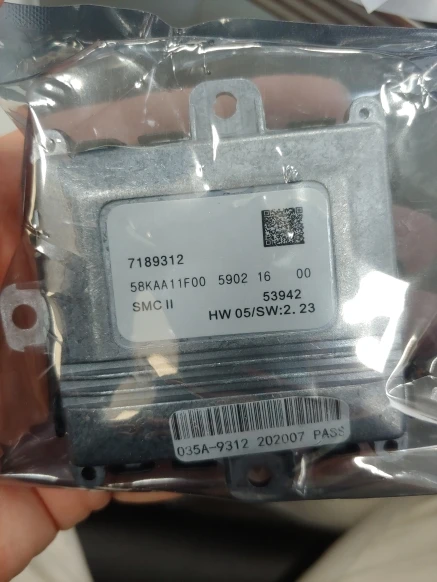 7189312
58KAA11F00 5902 16 00
SMC II 53942
HW 05/SW:2.23
035A-9312 202007 PASS